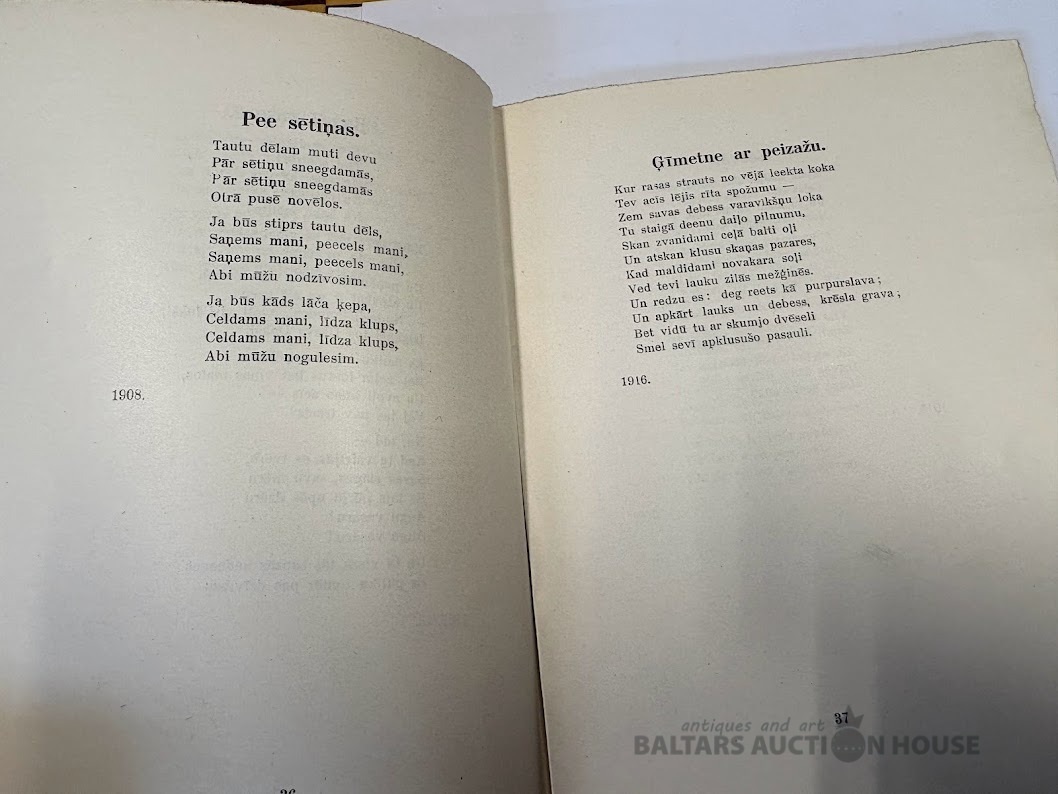 Pee sētiņas.
Tautu dēlam muti devu
Pār sētiņu sneegdamās,
Pār sētiņu sneegdamās
Otrā pusē novēlos.
Ja būs stiprs tautu dēls,
Saņems mani, peecels mani,
Saņems mani, peecels mani,
Abi mūžu nodzīvosim.
Ja būs kāds lāča ķepa,
Celdams mani, līdza klups,
Celdams mani, līdza klups,
Abi mūžu nogulesim.
1908.
36
Ģīmetne ar peizažu.
Kur rasas strauts no vējā leekta koka
Tev acis lējis rīta spožumu —
Zem savas debess varavikšņu loka
Tu staigā deenu daiļo pilnumu,
Skan zvanidami ceļā balti oļi
Un atskan klusu skaņas pazares,
Kad maldidami novakara soļi
Ved tevi lauku zilās mežģinēs.
Un redzu es: deg reets kā purpurslava;
Un apkārt lauks un debess, krēsla grava;
Bet vidū tu ar skumjo dvēseli
Smel sevī apklusušo pasauli.
1916.
37
antiques and art
BALTARS AUCTION HOUSE